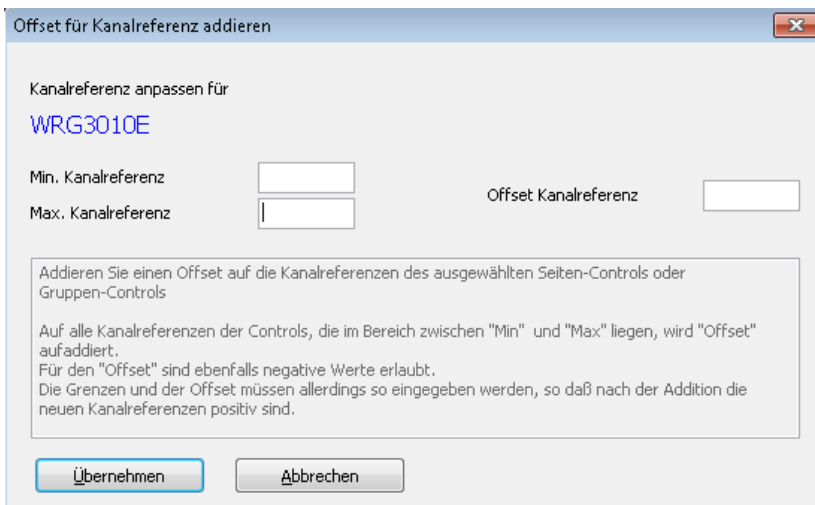 Offset für Kanalreferenz addieren
Kanalreferenz anpassen für
WRG3010E
Min. Kanalreferenz
Max. Kanalreferenz
Offset Kanalreferenz
Addieren Sie einen Offset auf die Kanalreferenzen des ausgewählten Seiten-Controls oder
Gruppen-Controls
Auf alle Kanalreferenzen der Controls, die im Bereich zwischen "Min" und "Max" liegen, wird "Offset"
aufaddiert.
Für den "Offset" sind ebenfalls negative Werte erlaubt.
Die Grenzen und der Offset müssen allerdings so eingegeben werden, so daß nach der Addition die
neuen Kanalreferenzen positiv sind.
Übernehmen
Abbrechen